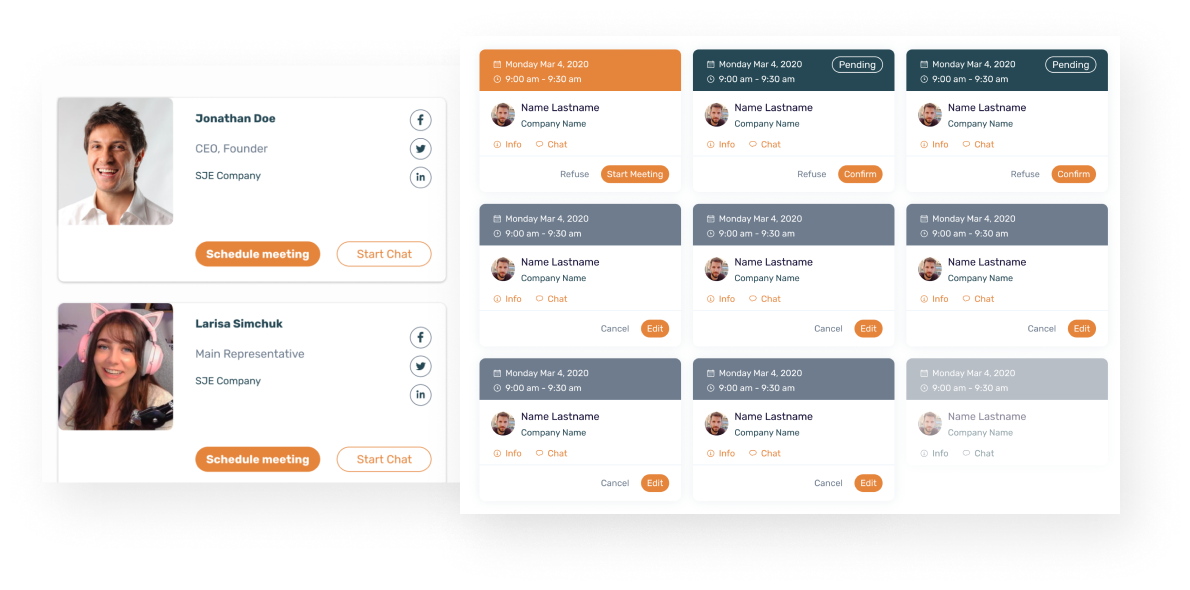 Jonathan Doe
CEO, Founder
SJE Company
Schedule meeting
Start Chat
Larisa Simchuk
Main Representative
SJE Company
Schedule meeting
Start Chat
Monday Mar 4, 2020
9:00 am - 9:30 am
Name Lastname
Company Name
Info Chat
Refuse Start Meeting
Monday Mar 4, 2020 Pending
9:00 am - 9:30 am
Name Lastname
Company Name
Info Chat
Refuse Confirm
Monday Mar 4, 2020 Pending
9:00 am - 9:30 am
Name Lastname
Company Name
Info Chat
Refuse Confirm
Monday Mar 4, 2020
9:00 am - 9:30 am
Name Lastname
Company Name
Info Chat
Cancel Edit
Monday Mar 4, 2020
9:00 am - 9:30 am
Name Lastname
Company Name
Info Chat
Cancel Edit
Monday Mar 4, 2020
9:00 am - 9:30 am
Name Lastname
Company Name
Info Chat
Cancel Edit
Monday Mar 4, 2020
9:00 am - 9:30 am
Name Lastname
Company Name
Info Chat
Cancel Edit
Monday Mar 4, 2020
9:00 am - 9:30 am
Name Lastname
Company Name
Info Chat
Cancel Edit
Monday Mar 4, 2020
9:00 am - 9:30 am
Name Lastname
Company Name
Info Chat